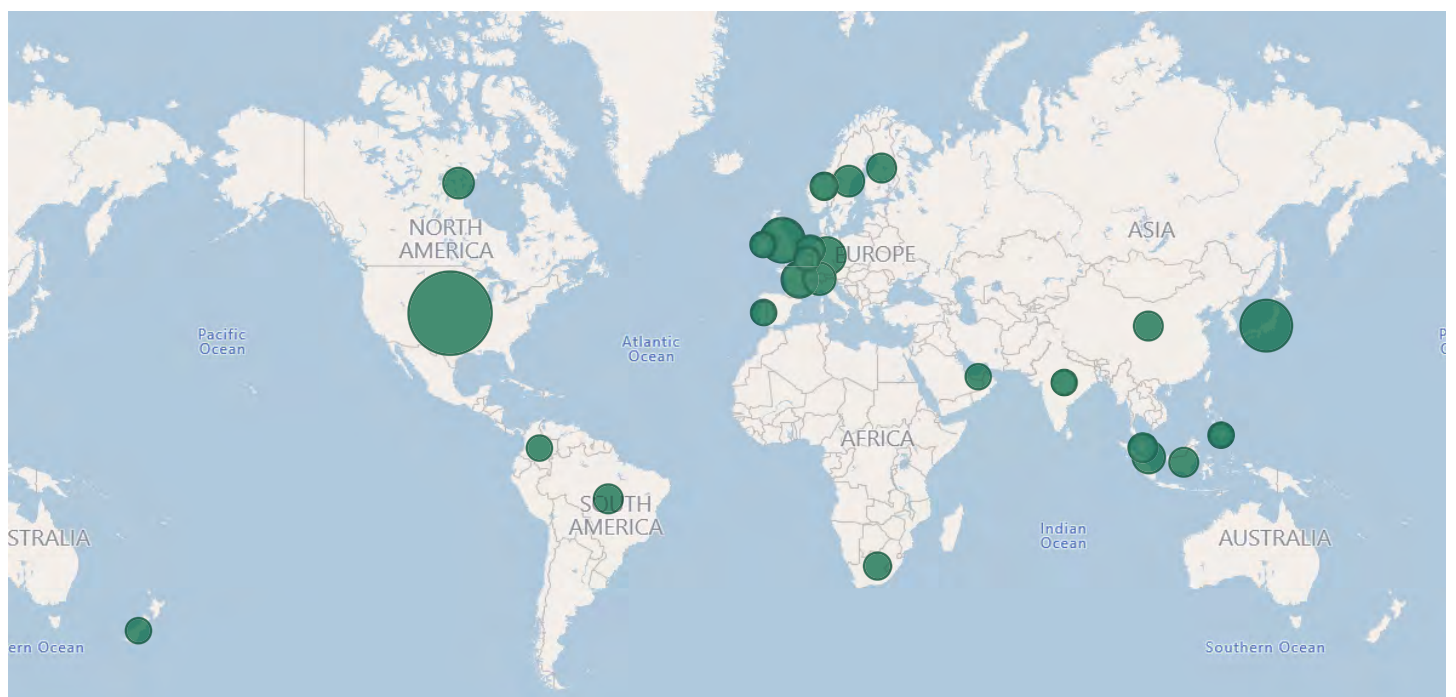 NORTH
AMERICA
EUROPE
ASIA
Pacific
Ocean
Atlantic
Ocean
AFRICA
SOUTH
AMERICA
STRALIA
Indian
Ocean
AUSTRALIA
ern Ocean
Southern Ocean